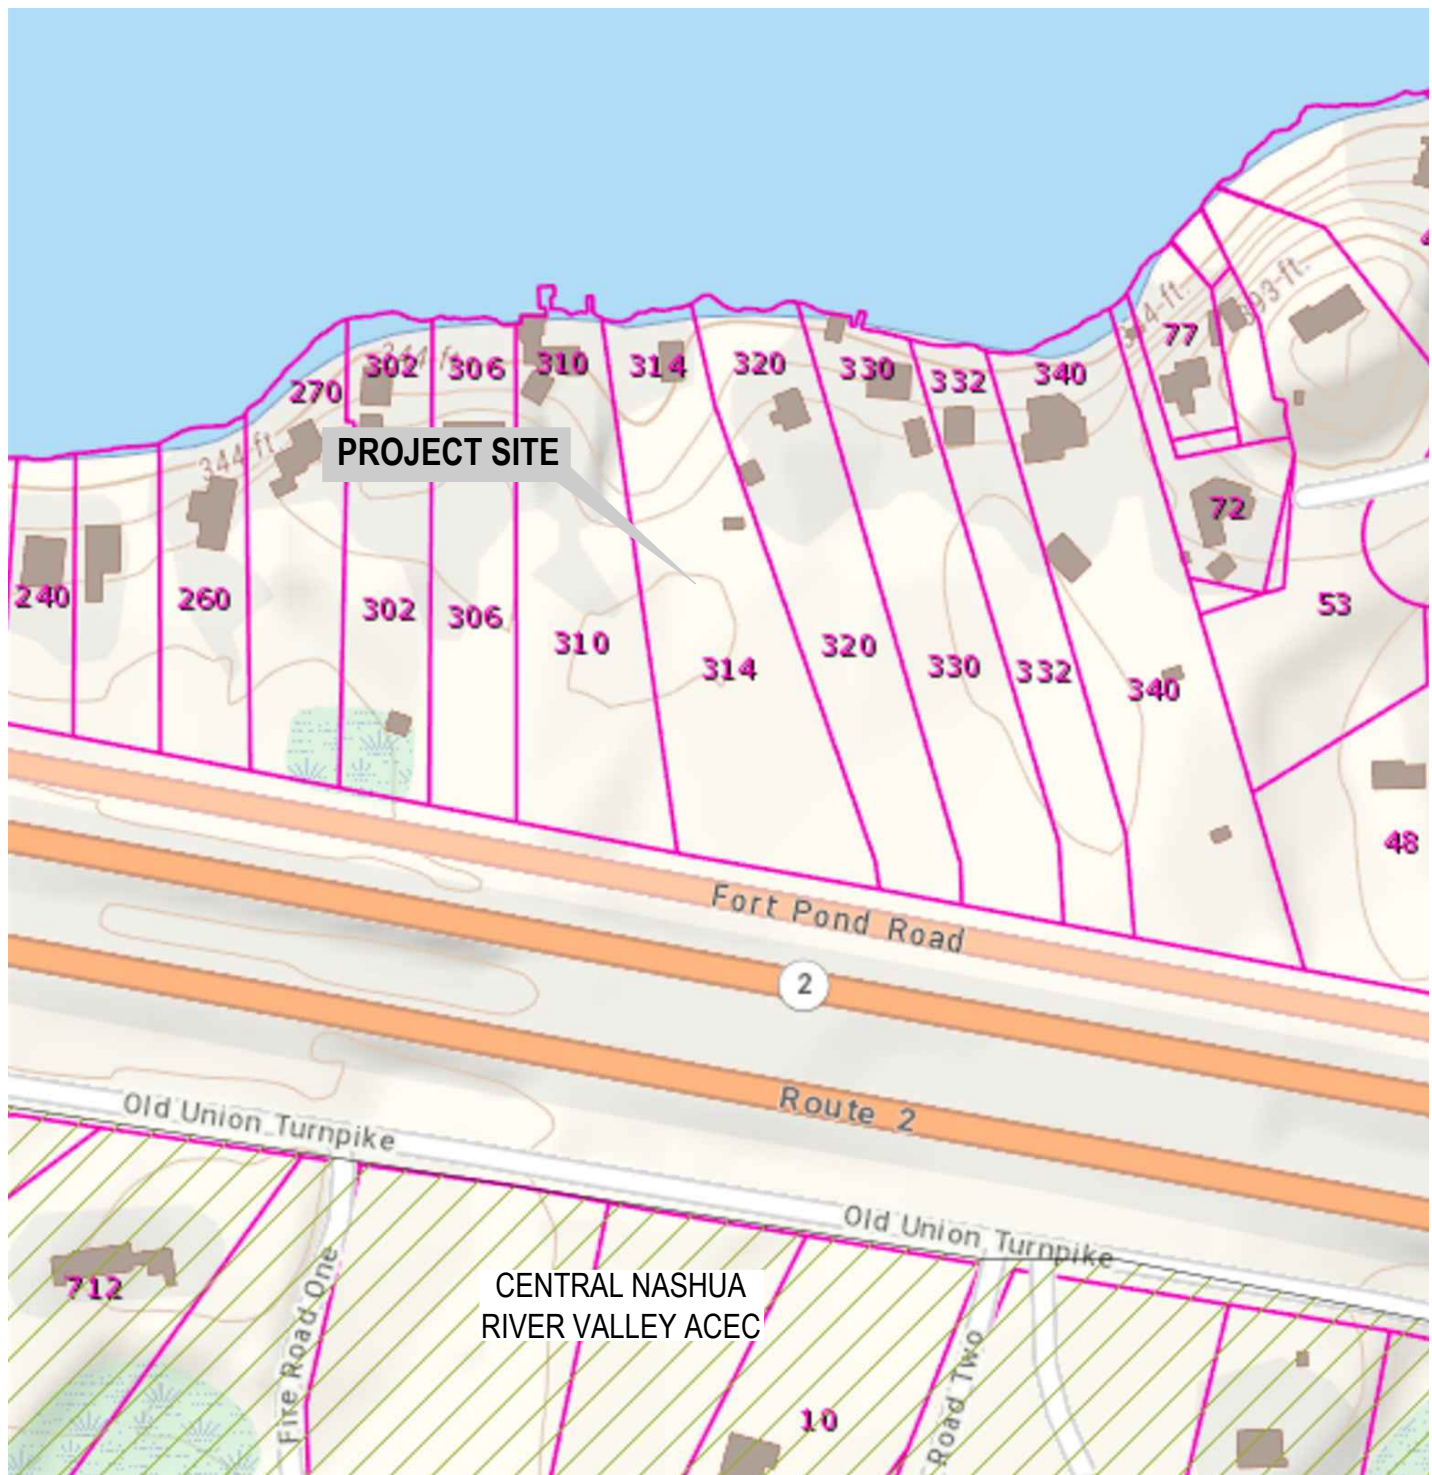 77
302
306
310
314
320
330
332
340
270
344-ft.
PROJECT SITE
72
240
260
302
306
310
314
320
330
332
340
53
48
Fort Pond Road
2
Route 2
Old Union Turnpike
Old Union Turnpike
712
Fire Road One
CENTRAL NASHUA
RIVER VALLEY ACEC
Road Two
10